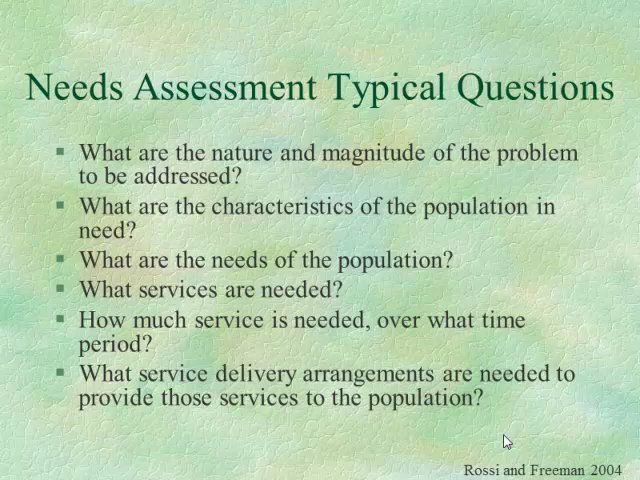 Needs Assessment Typical Questions
What are the nature and magnitude of the problem
to be addressed?
What are the characteristics of the population in
need?
What are the needs of the population?
What services are needed?
How much service is needed, over what time
period?
What service delivery arrangements are needed to
provide those services to the population?
Rossi and Freeman 2004